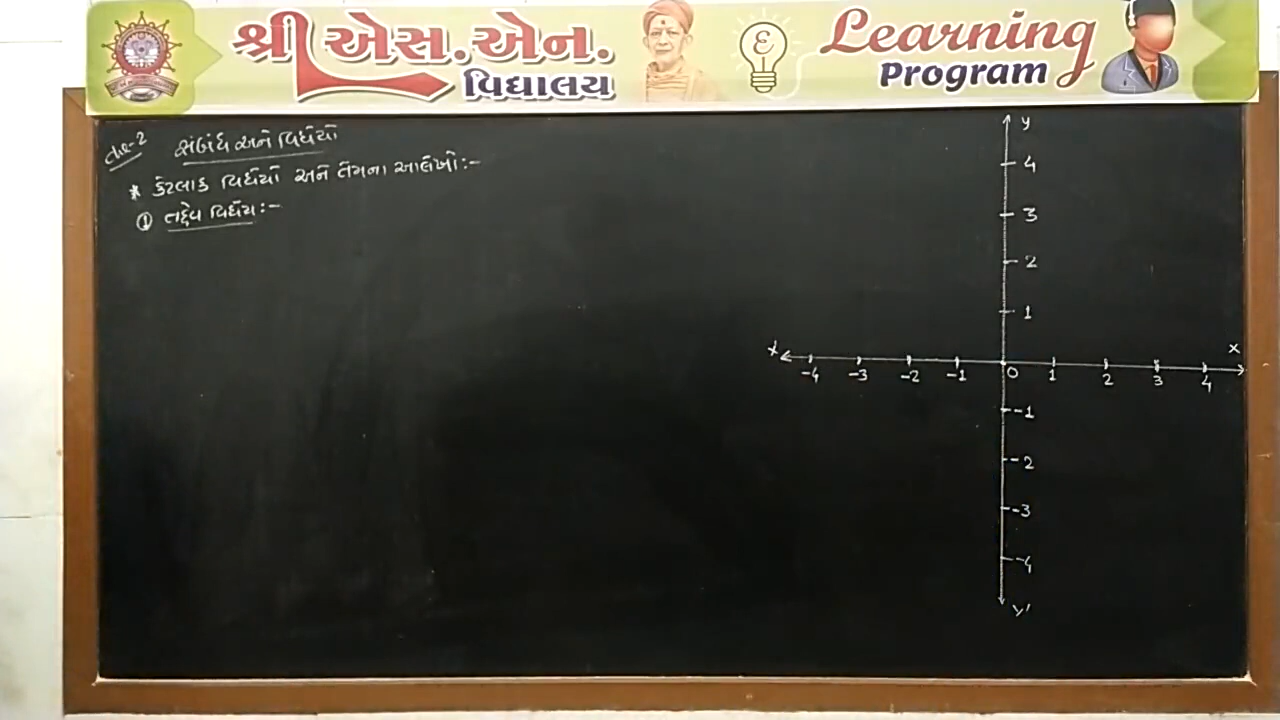 શ્રી એસ.એન.
વિદ્યાલય
Learning
Program
ch-2 સંબંધ અને વિધેયો
* કેટલાક વિધેયો અને તેમના આલેખો:-
① તદેવ વિધેય:-
y
4
3
2
1
x' -4 -3 -2 -1 0 1 2 3 4 x
-1
-2
-3
-4
y'